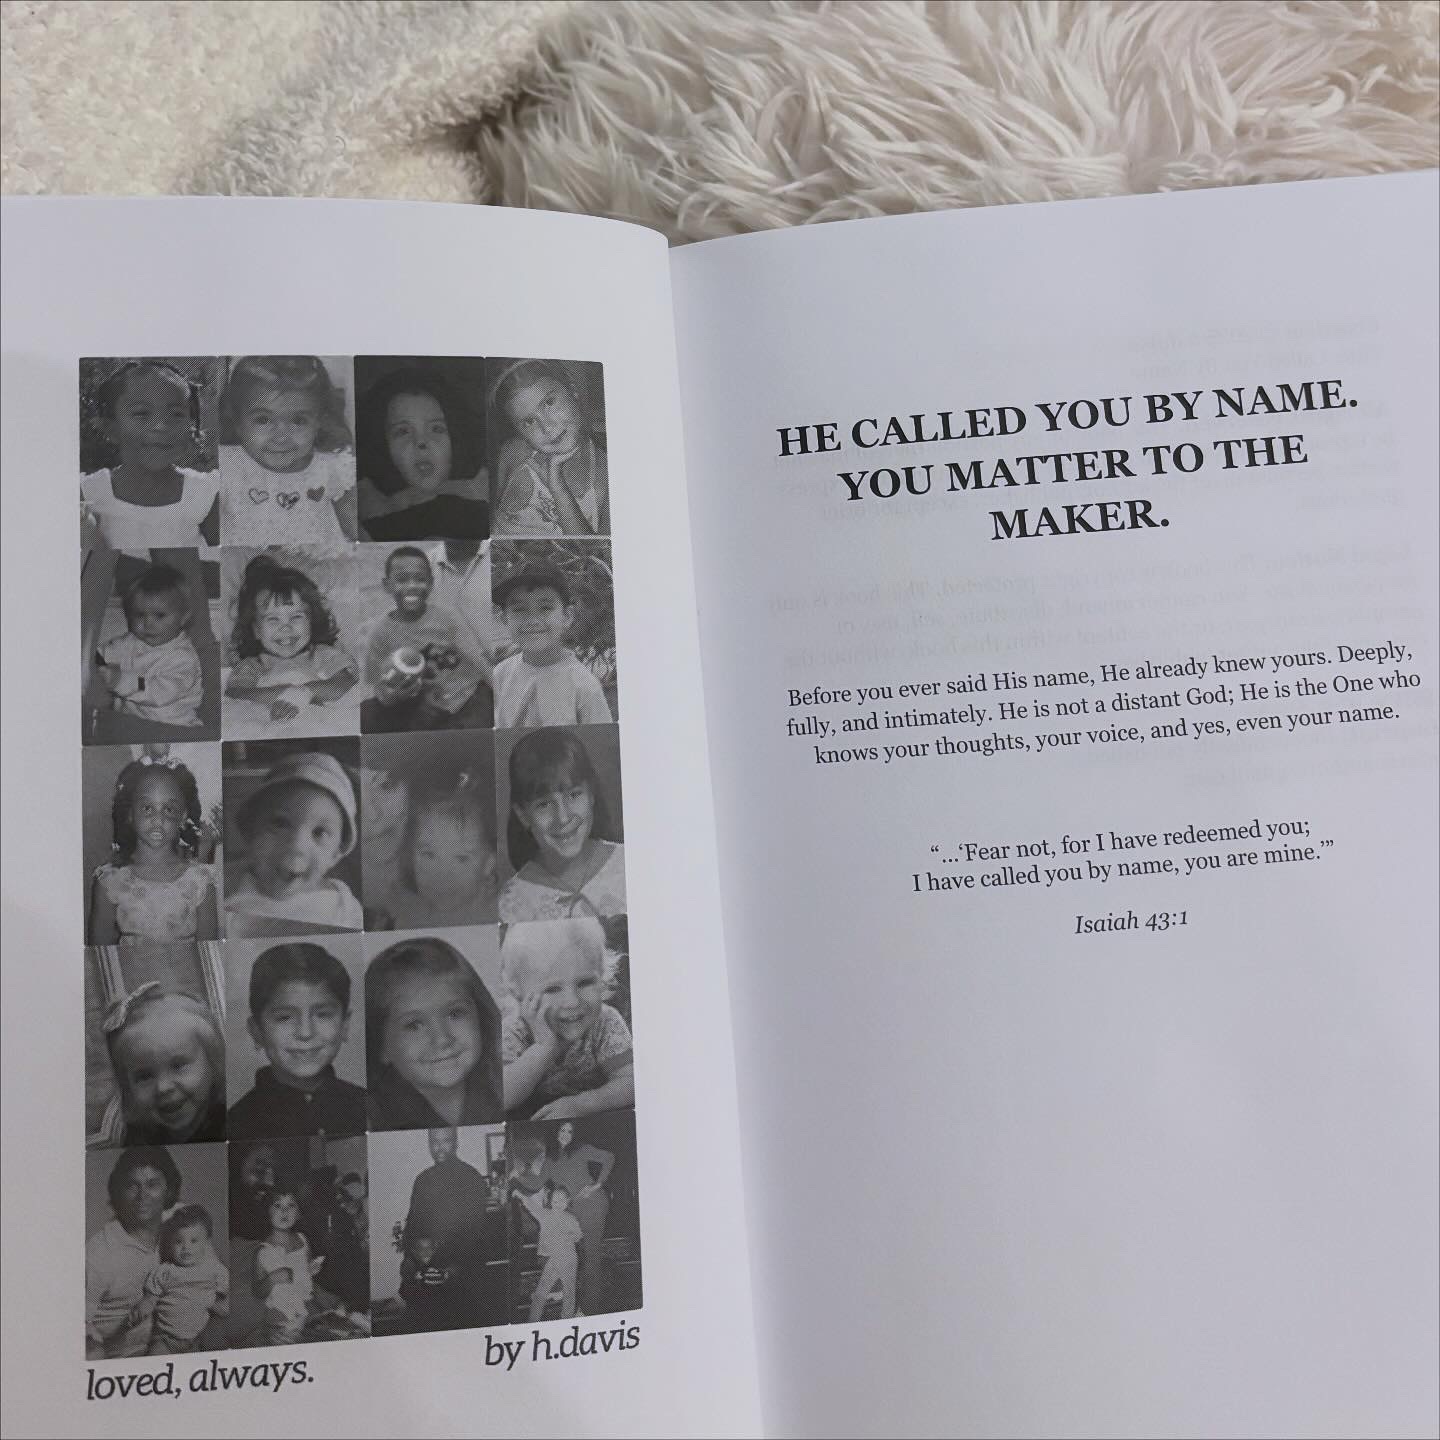 loved, always.
by h.davis
HE CALLED YOU BY NAME.
YOU MATTER TO THE
MAKER.
Before you ever said His name, He already knew yours. Deeply,
fully, and intimately. He is not a distant God; He is the One who
knows your thoughts, your voice, and yes, even your name.
“...‘Fear not, for I have redeemed you;
I have called you by name, you are mine.’”
Isaiah 43:1